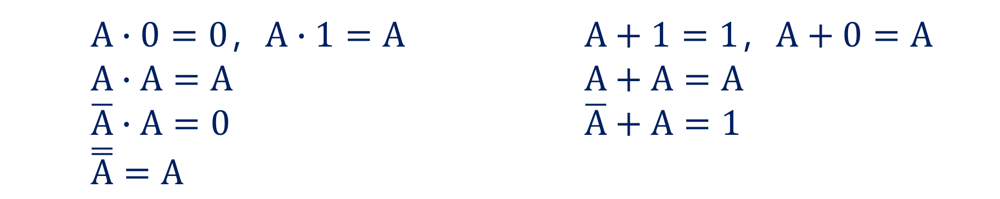 A · 0 = 0, A · 1 = A
A · A = A
A̅ · A = 0
A̿ = A
A + 1 = 1, A + 0 = A
A + A = A
A̅ + A = 1